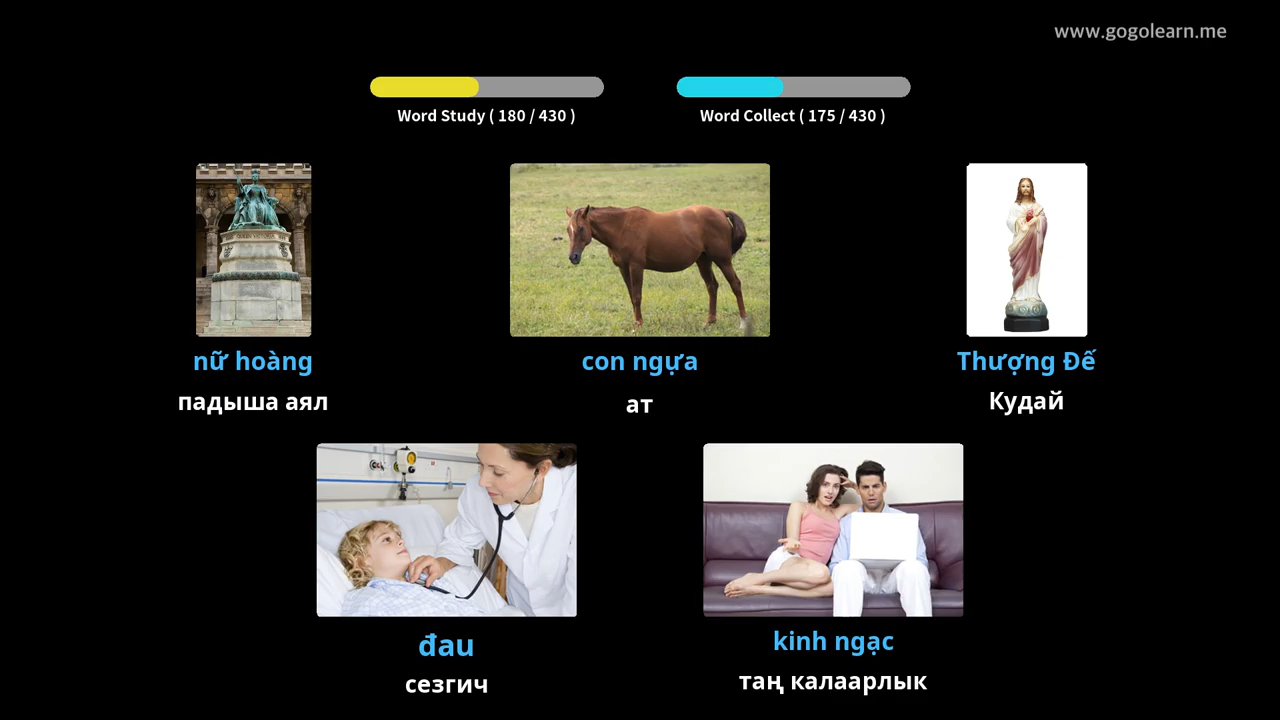 www.gogolearn.me
Word Study ( 180 / 430 )
Word Collect ( 175 / 430 )
nữ hoàng
падыша аял
con ngựa
ат
Thượng Đế
Кудай
đau
сезгич
kinh ngạc
таң калаарлык